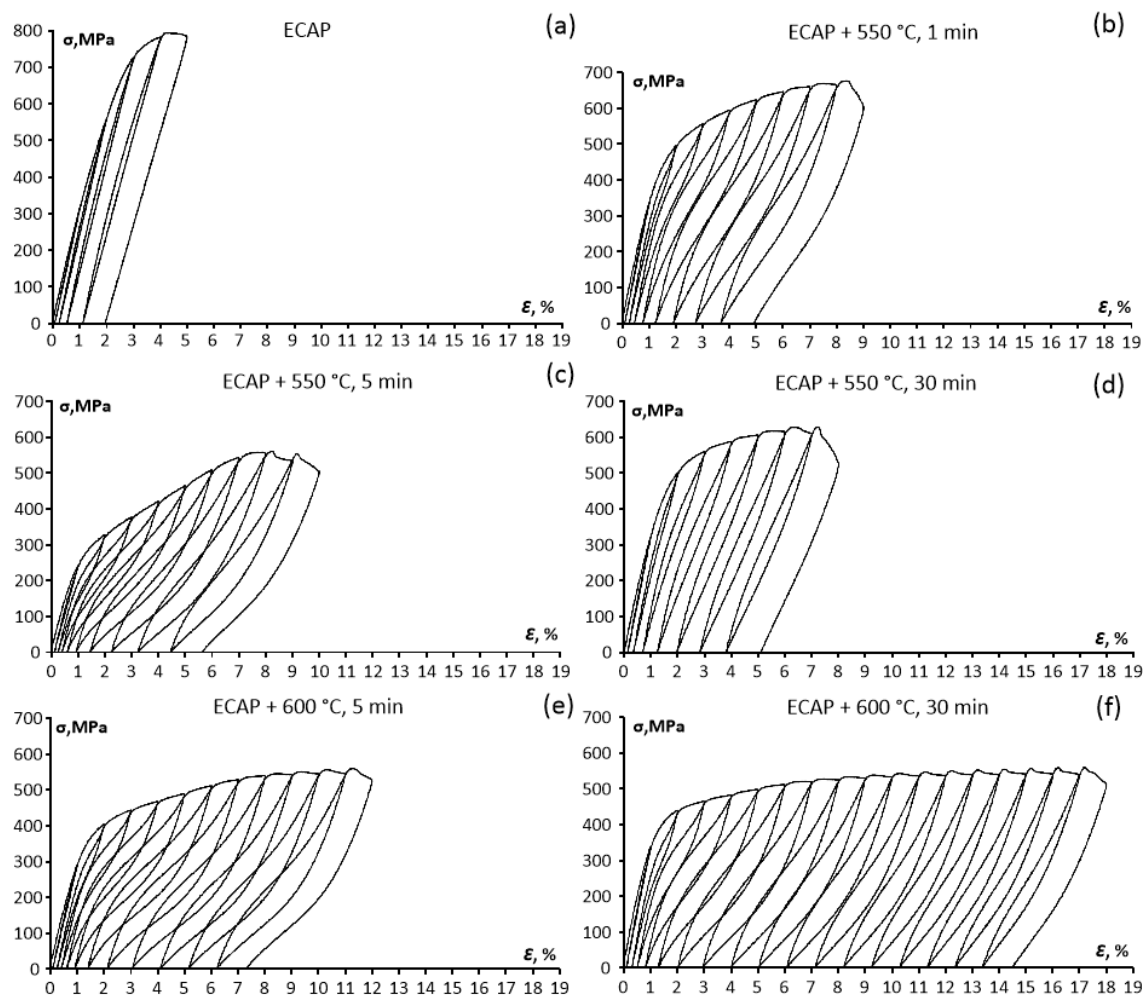 ECAP
(a)
σ,MPa
800
700
600
500
400
300
200
100
0
ε, %
0 1 2 3 4 5 6 7 8 9 10 11 12 13 14 15 16 17 18 19
ECAP + 550 °C, 1 min
(b)
σ,MPa
700
600
500
400
300
200
100
0
ε, %
0 1 2 3 4 5 6 7 8 9 10 11 12 13 14 15 16 17 18 19
ECAP + 550 °C, 5 min
(c)
σ,MPa
700
600
500
400
300
200
100
0
ε, %
0 1 2 3 4 5 6 7 8 9 10 11 12 13 14 15 16 17 18 19
ECAP + 550 °C, 30 min
(d)
σ,MPa
700
600
500
400
300
200
100
0
ε, %
0 1 2 3 4 5 6 7 8 9 10 11 12 13 14 15 16 17 18 19
ECAP + 600 °C, 5 min
(e)
σ,MPa
700
600
500
400
300
200
100
0
ε, %
0 1 2 3 4 5 6 7 8 9 10 11 12 13 14 15 16 17 18 19
ECAP + 600 °C, 30 min
(f)
σ,MPa
700
600
500
400
300
200
100
0
ε, %
0 1 2 3 4 5 6 7 8 9 10 11 12 13 14 15 16 17 18 19